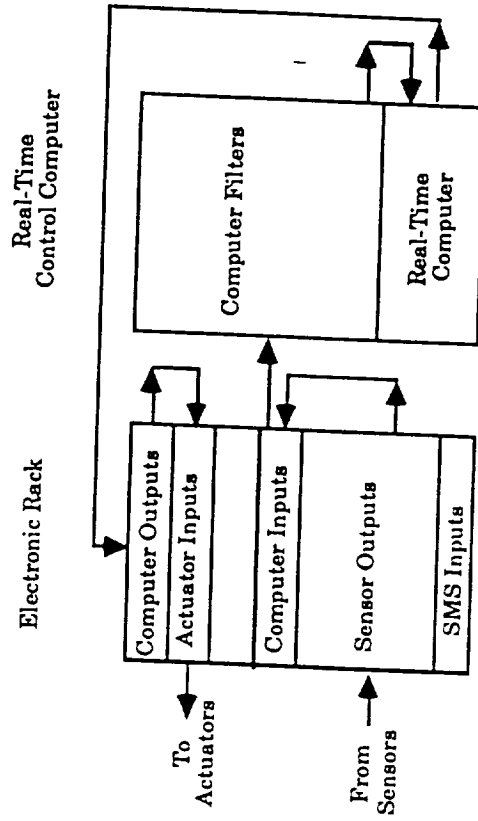 Electronic Rack
Real-Time
Control Computer
Computer Outputs
Actuator Inputs
Computer Inputs
Sensor Outputs
SMS Inputs
Computer Filters
Real-Time
Computer
To
Actuators
From
Sensors